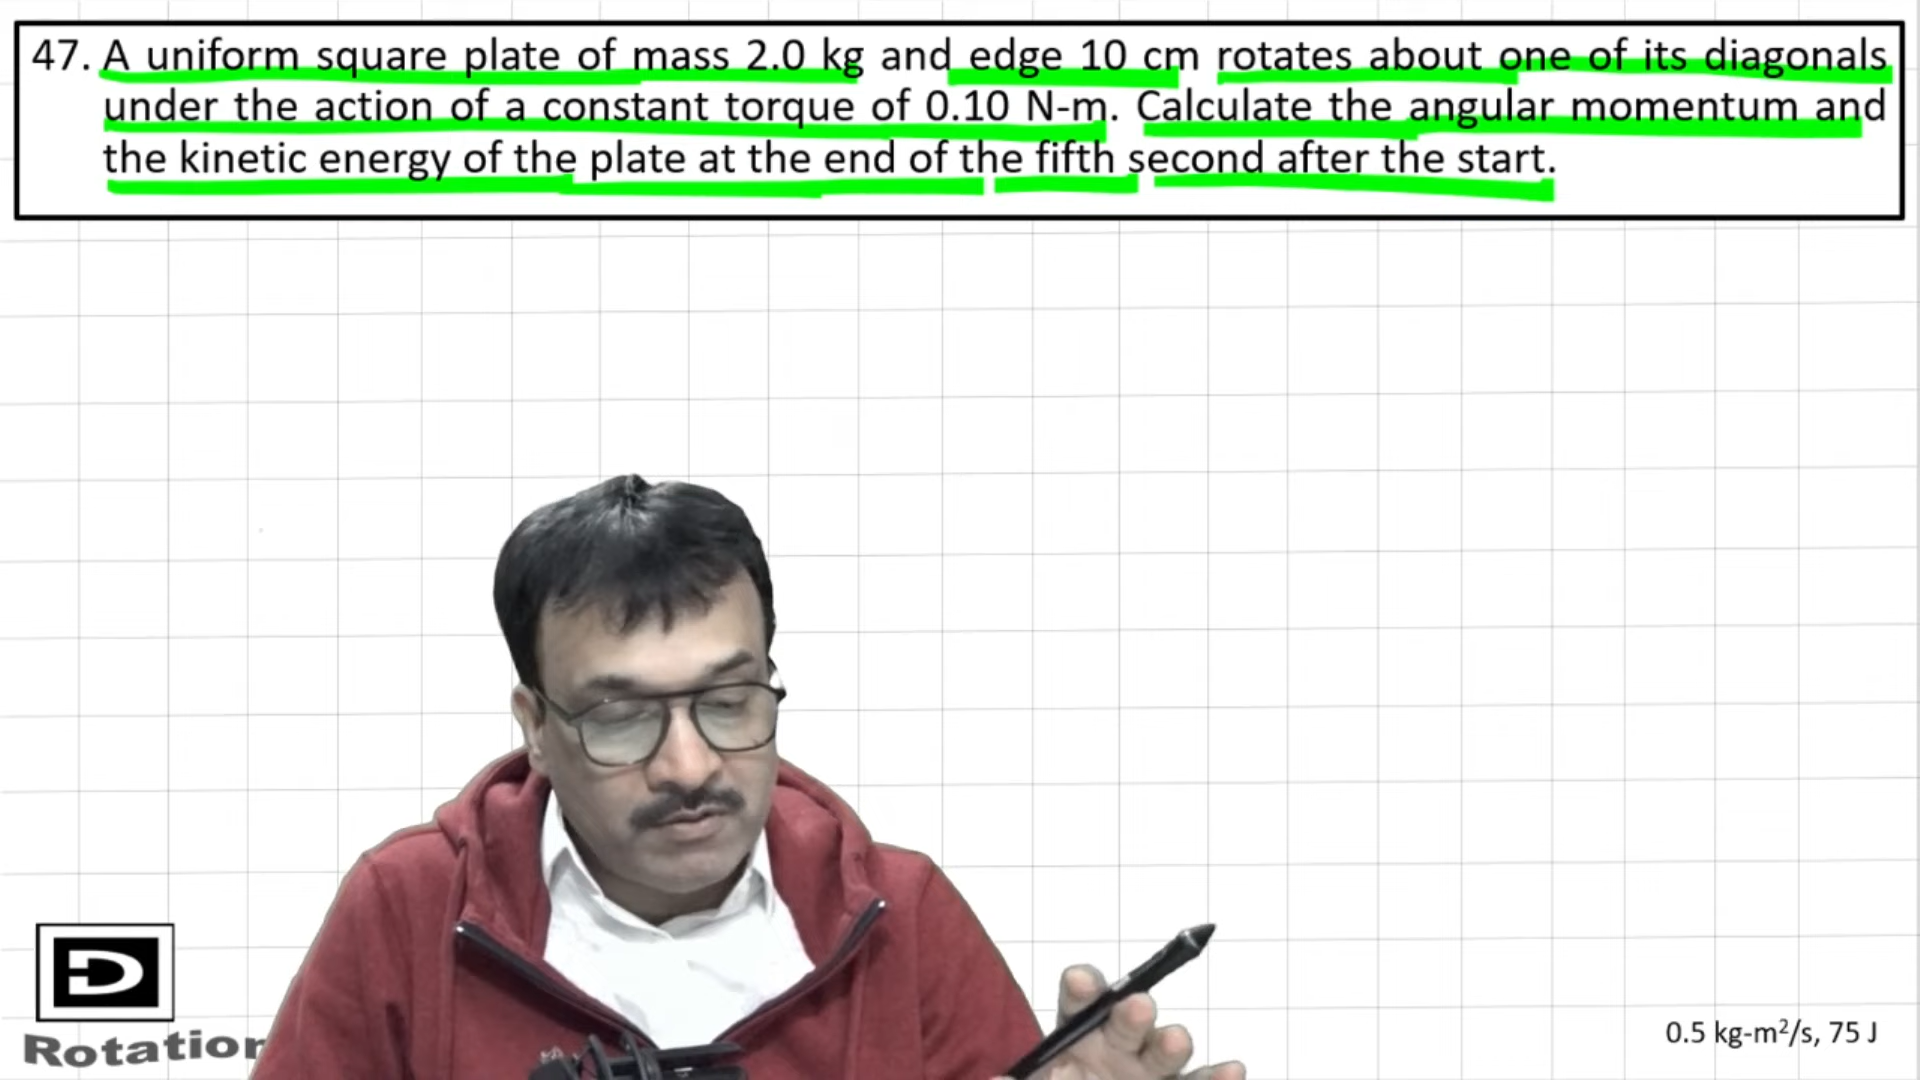 47. A uniform square plate of mass 2.0 kg and edge 10 cm rotates about one of its diagonals
under the action of a constant torque of 0.10 N-m. Calculate the angular momentum and
the kinetic energy of the plate at the end of the fifth second after the start.
D
Rotation
0.5 kg-m²/s, 75 J